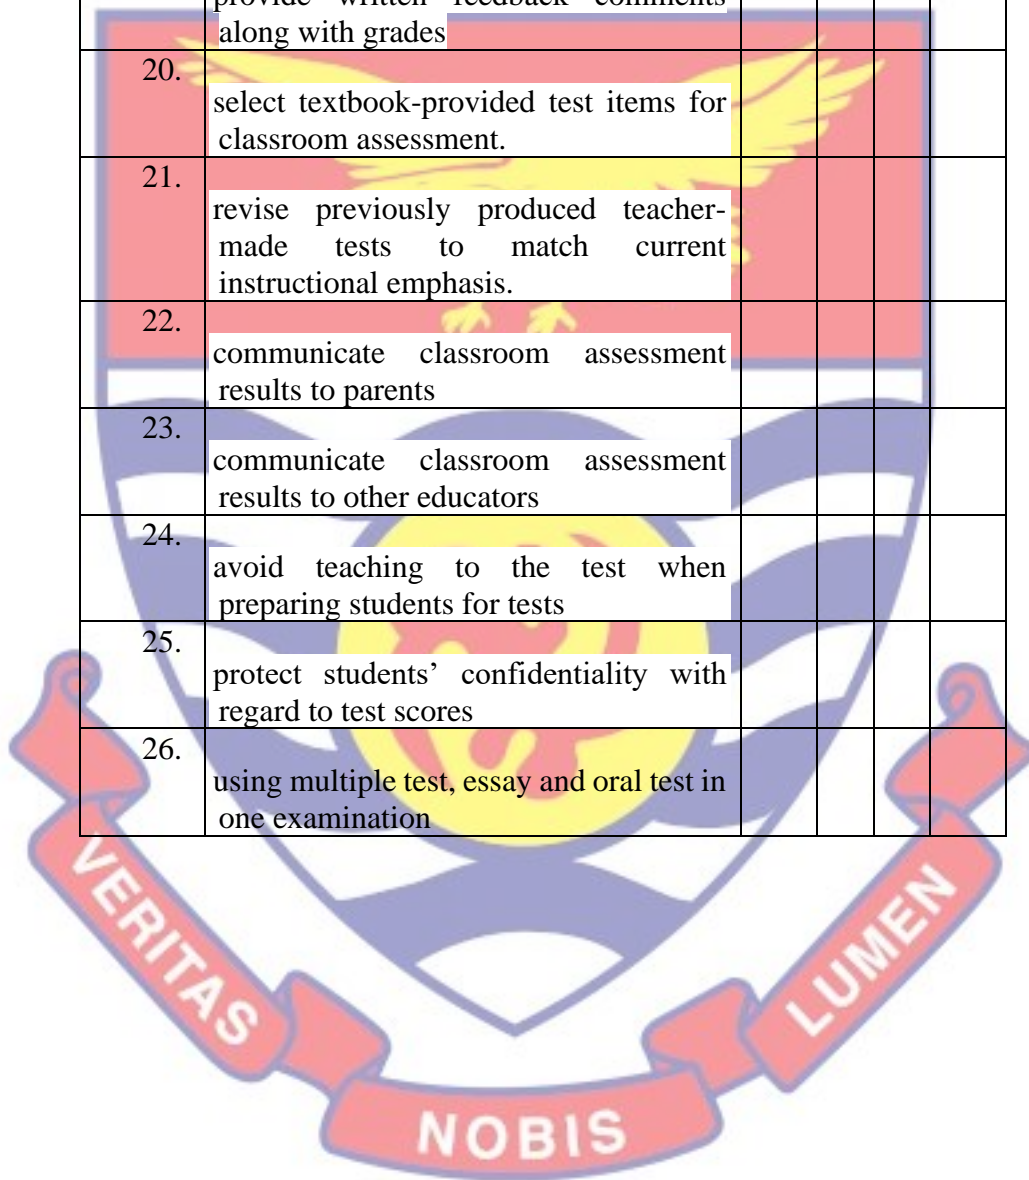 provide written feedback comments
along with grades
20.
select textbook-provided test items for
classroom assessment.
21.
revise previously produced teacher-
made tests to match current
instructional emphasis.
22.
communicate classroom assessment
results to parents
23.
communicate classroom assessment
results to other educators
24.
avoid teaching to the test when
preparing students for tests
25.
protect students’ confidentiality with
regard to test scores
26.
using multiple test, essay and oral test in
one examination
VERITAS
NOBIS
LUMEN